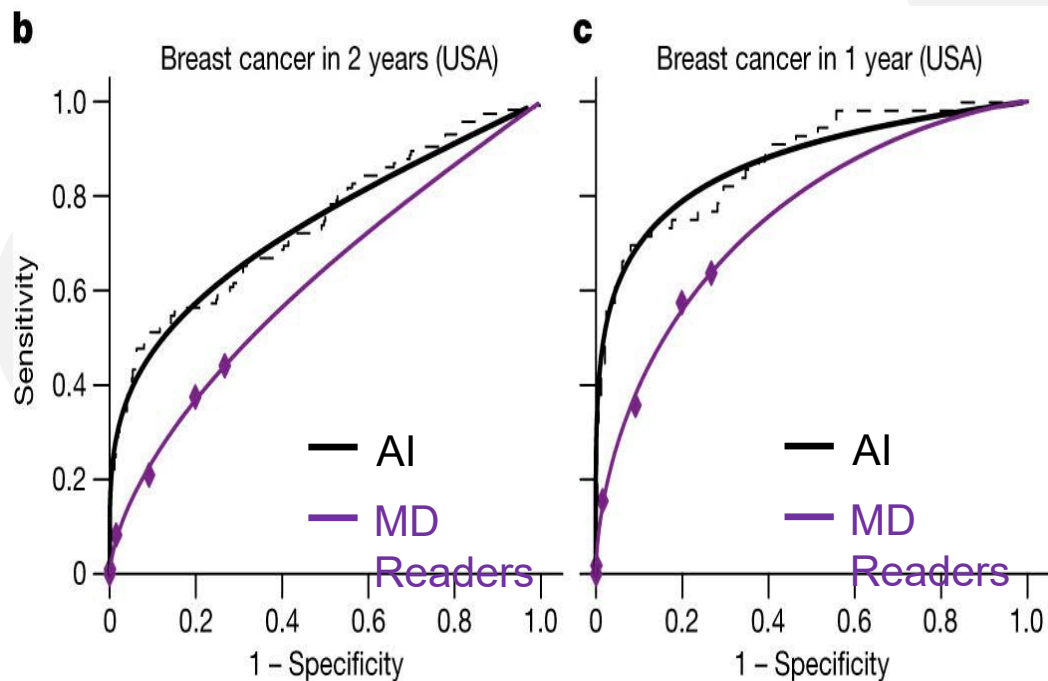 b
Breast cancer in 2 years (USA)
1.0
0.8
0.6
0.4
0.2
0
Sensitivity
AI
MD
Readers
0 0.2 0.4 0.6 0.8 1.0
1 – Specificity
c
Breast cancer in 1 year (USA)
AI
MD
Readers
0 0.2 0.4 0.6 0.8 1.0
1 – Specificity